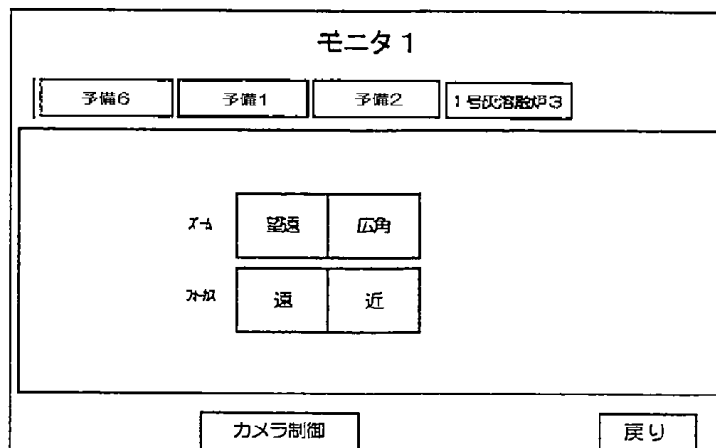 モニタ1
予備6 予備1 予備2 1号灰溶融炉3
ズーム 望遠 広角
フォーカス 遠 近
カメラ制御 戻り